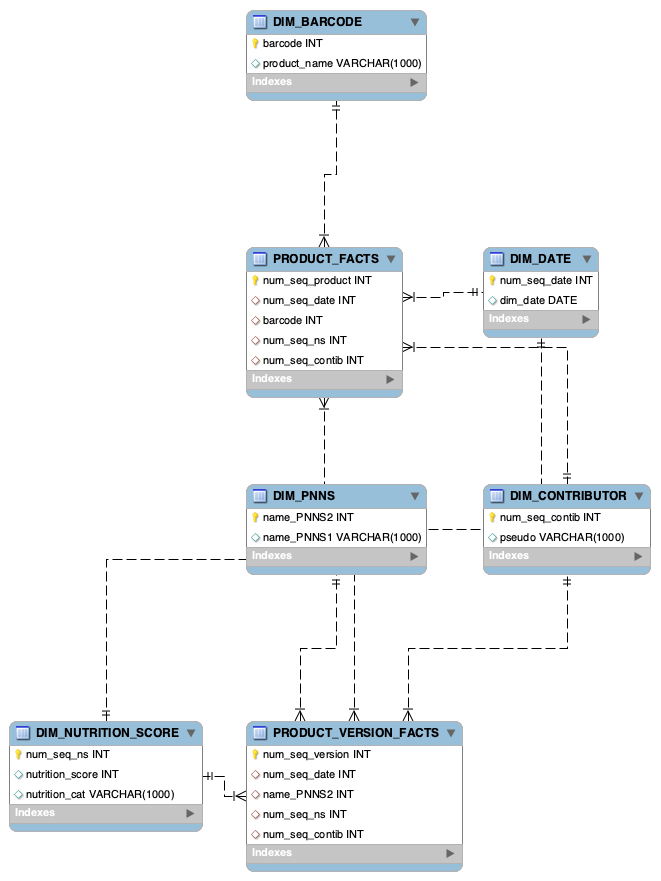 DIM_BARCODE
barcode INT
product_name VARCHAR(1000)
Indexes
PRODUCT_FACTS
num_seq_product INT
num_seq_date INT
barcode INT
num_seq_ns INT
num_seq_contib INT
Indexes
DIM_DATE
num_seq_date INT
dim_date DATE
Indexes
DIM_PNNS
name_PNNS2 INT
name_PNNS1 VARCHAR(1000)
Indexes
DIM_CONTRIBUTOR
num_seq_contib INT
pseudo VARCHAR(1000)
Indexes
DIM_NUTRITION_SCORE
num_seq_ns INT
nutrition_score INT
nutrition_cat VARCHAR(1000)
Indexes
PRODUCT_VERSION_FACTS
num_seq_version INT
num_seq_date INT
name_PNNS2 INT
num_seq_ns INT
num_seq_contib INT
Indexes